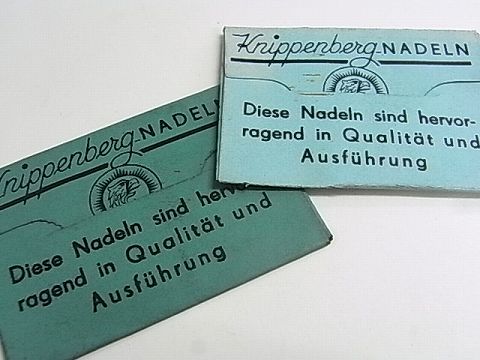 Knippenberg NADELN
Diese Nadeln sind hervor-
ragend in Qualität und
Ausführung
Knippenberg NADELN
Diese Nadeln sind hervor-
ragend in Qualität und
Ausführung